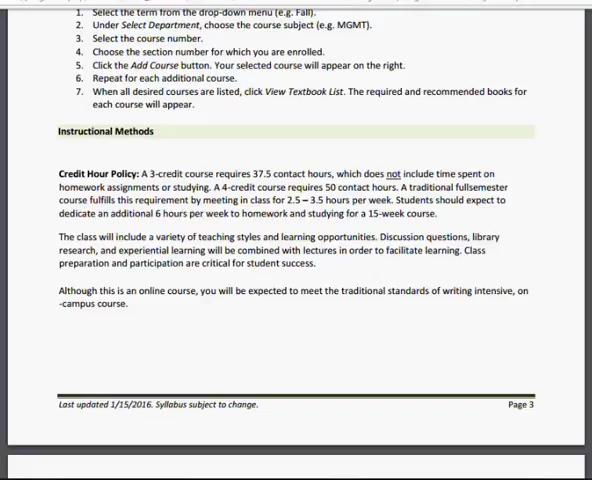 1. Select the term from the drop-down menu (e.g. Fall).
2. Under Select Department, choose the course subject (e.g. MGMT).
3. Select the course number.
4. Choose the section number for which you are enrolled.
5. Click the Add Course button. Your selected course will appear on the right.
6. Repeat for each additional course.
7. When all desired courses are listed, click View Textbook List. The required and recommended books for
each course will appear.
Instructional Methods
Credit Hour Policy: A 3-credit course requires 37.5 contact hours, which does not include time spent on
homework assignments or studying. A 4-credit course requires 50 contact hours. A traditional fullsemester
course fulfills this requirement by meeting in class for 2.5 – 3.5 hours per week. Students should expect to
dedicate an additional 6 hours per week to homework and studying for a 15-week course.
The class will include a variety of teaching styles and learning opportunities. Discussion questions, library
research, and experiential learning will be combined with lectures in order to facilitate learning. Class
preparation and participation are critical for student success.
Although this is an online course, you will be expected to meet the traditional standards of writing intensive, on
-campus course.
Last updated 1/15/2016. Syllabus subject to change.
Page 3